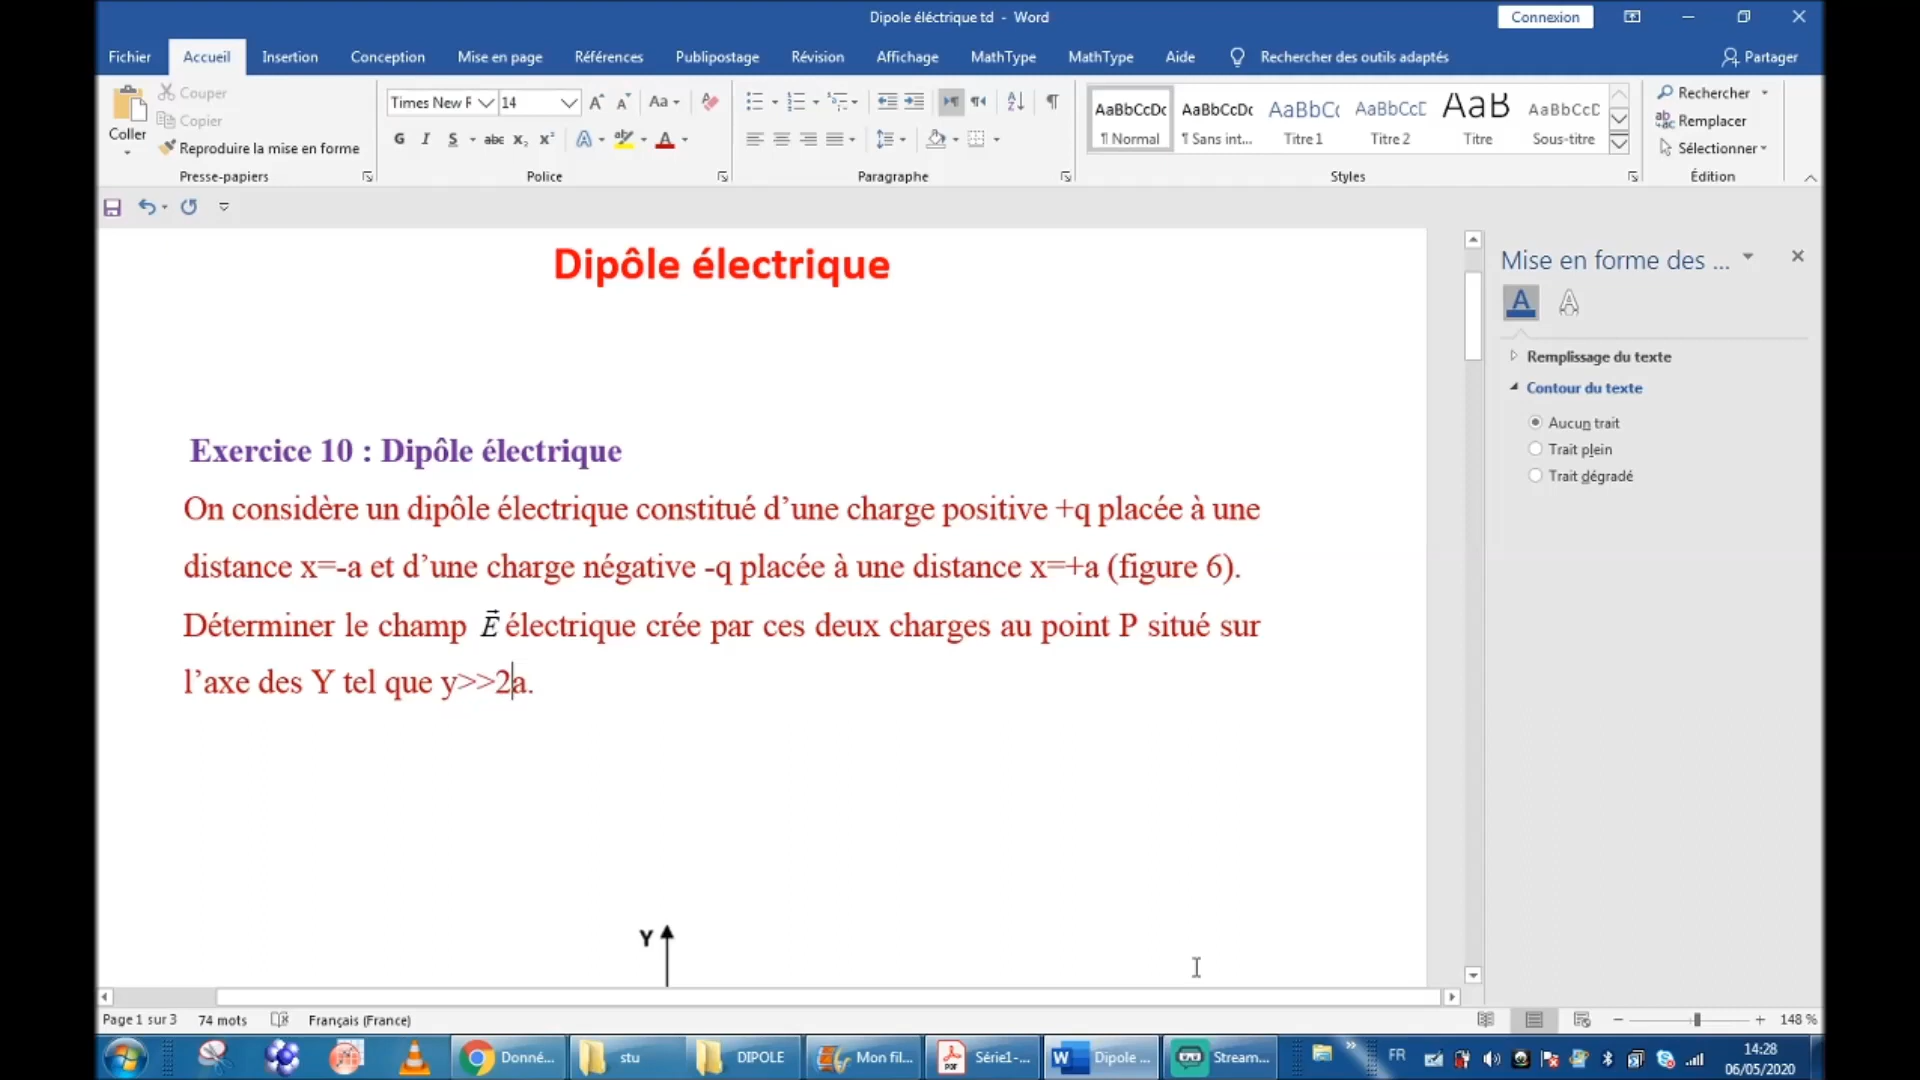 Dipole éléctrique td - Word
Connexion
Fichier Accueil Insertion Conception Mise en page Références Publipostage Révision Affichage MathType MathType Aide Rechercher des outils adaptés Partager
Coller
Couper
Copier
Reproduire la mise en forme
Presse-papiers
Times New F 14
Aa
G I S abc x₂ x²
Police
Paragraphe
AaBbCcDc AaBbCcDc AaBbCc AaBbCcD AaB AaBbCcD
¶ Normal ¶ Sans int... Titre 1 Titre 2 Titre Sous-titre
Styles
Rechercher
Remplacer
Sélectionner
Édition
Dipôle électrique
Exercice 10 : Dipôle électrique
On considère un dipôle électrique constitué d’une charge positive +q placée à une
distance x=-a et d’une charge négative -q placée à une distance x=+a (figure 6).
Déterminer le champ E⃗ électrique crée par ces deux charges au point P situé sur
l’axe des Y tel que y>>2a.
Y
Mise en forme des ...
Remplissage du texte
Contour du texte
Aucun trait
Trait plein
Trait dégradé
Page 1 sur 3 74 mots Français (France)
148 %
Donné... stu DIPOLE Mon fil... Série1-... Dipole ... Stream...
FR
14:28
06/05/2020